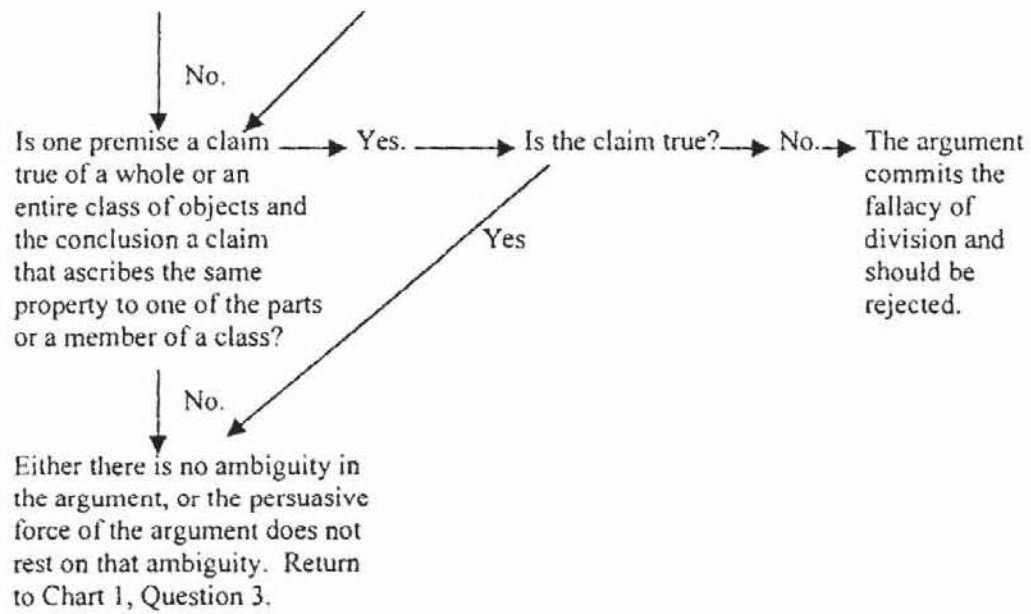 No.
Is one premise a claim
true of a whole or an
entire class of objects and
the conclusion a claim
that ascribes the same
property to one of the parts
or a member of a class?
Yes.
Is the claim true?
No.
The argument
commits the
fallacy of
division and
should be
rejected.
Yes
No.
Either there is no ambiguity in
the argument, or the persuasive
force of the argument does not
rest on that ambiguity. Return
to Chart 1, Question 3.